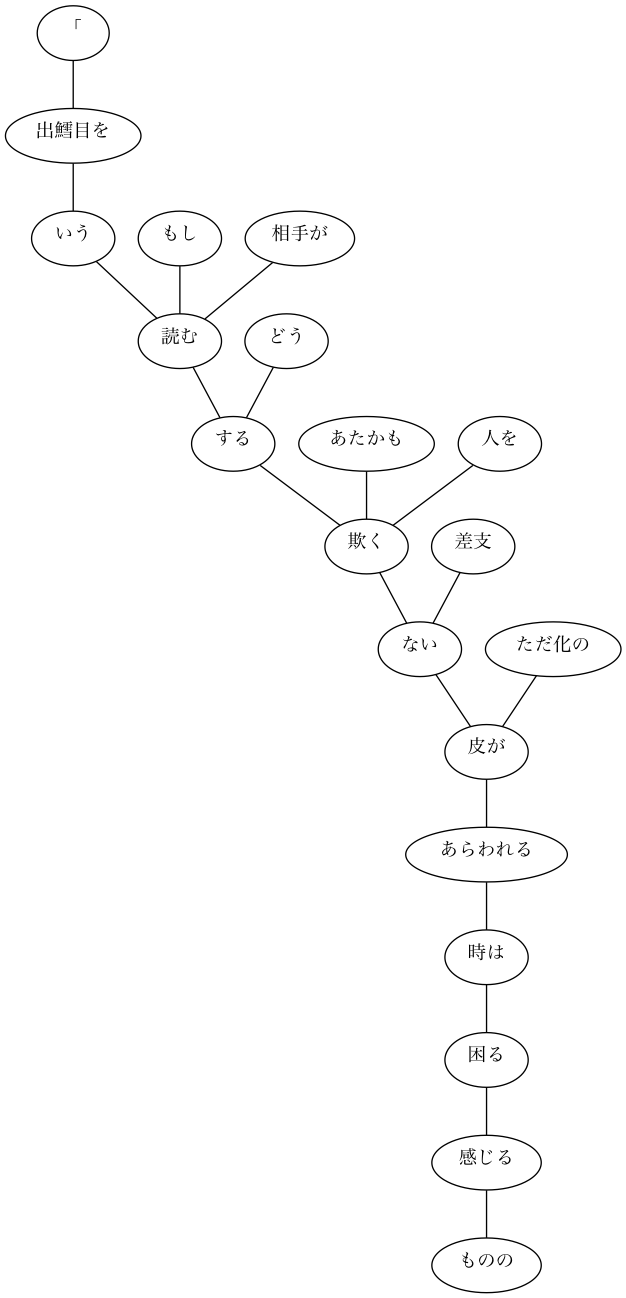 「
出鱈目を
いう もし 相手が
読む どう
する あたかも 人を
欺く 差支
ない ただ化の
皮が
あらわれる
時は
困る
感じる
ものの